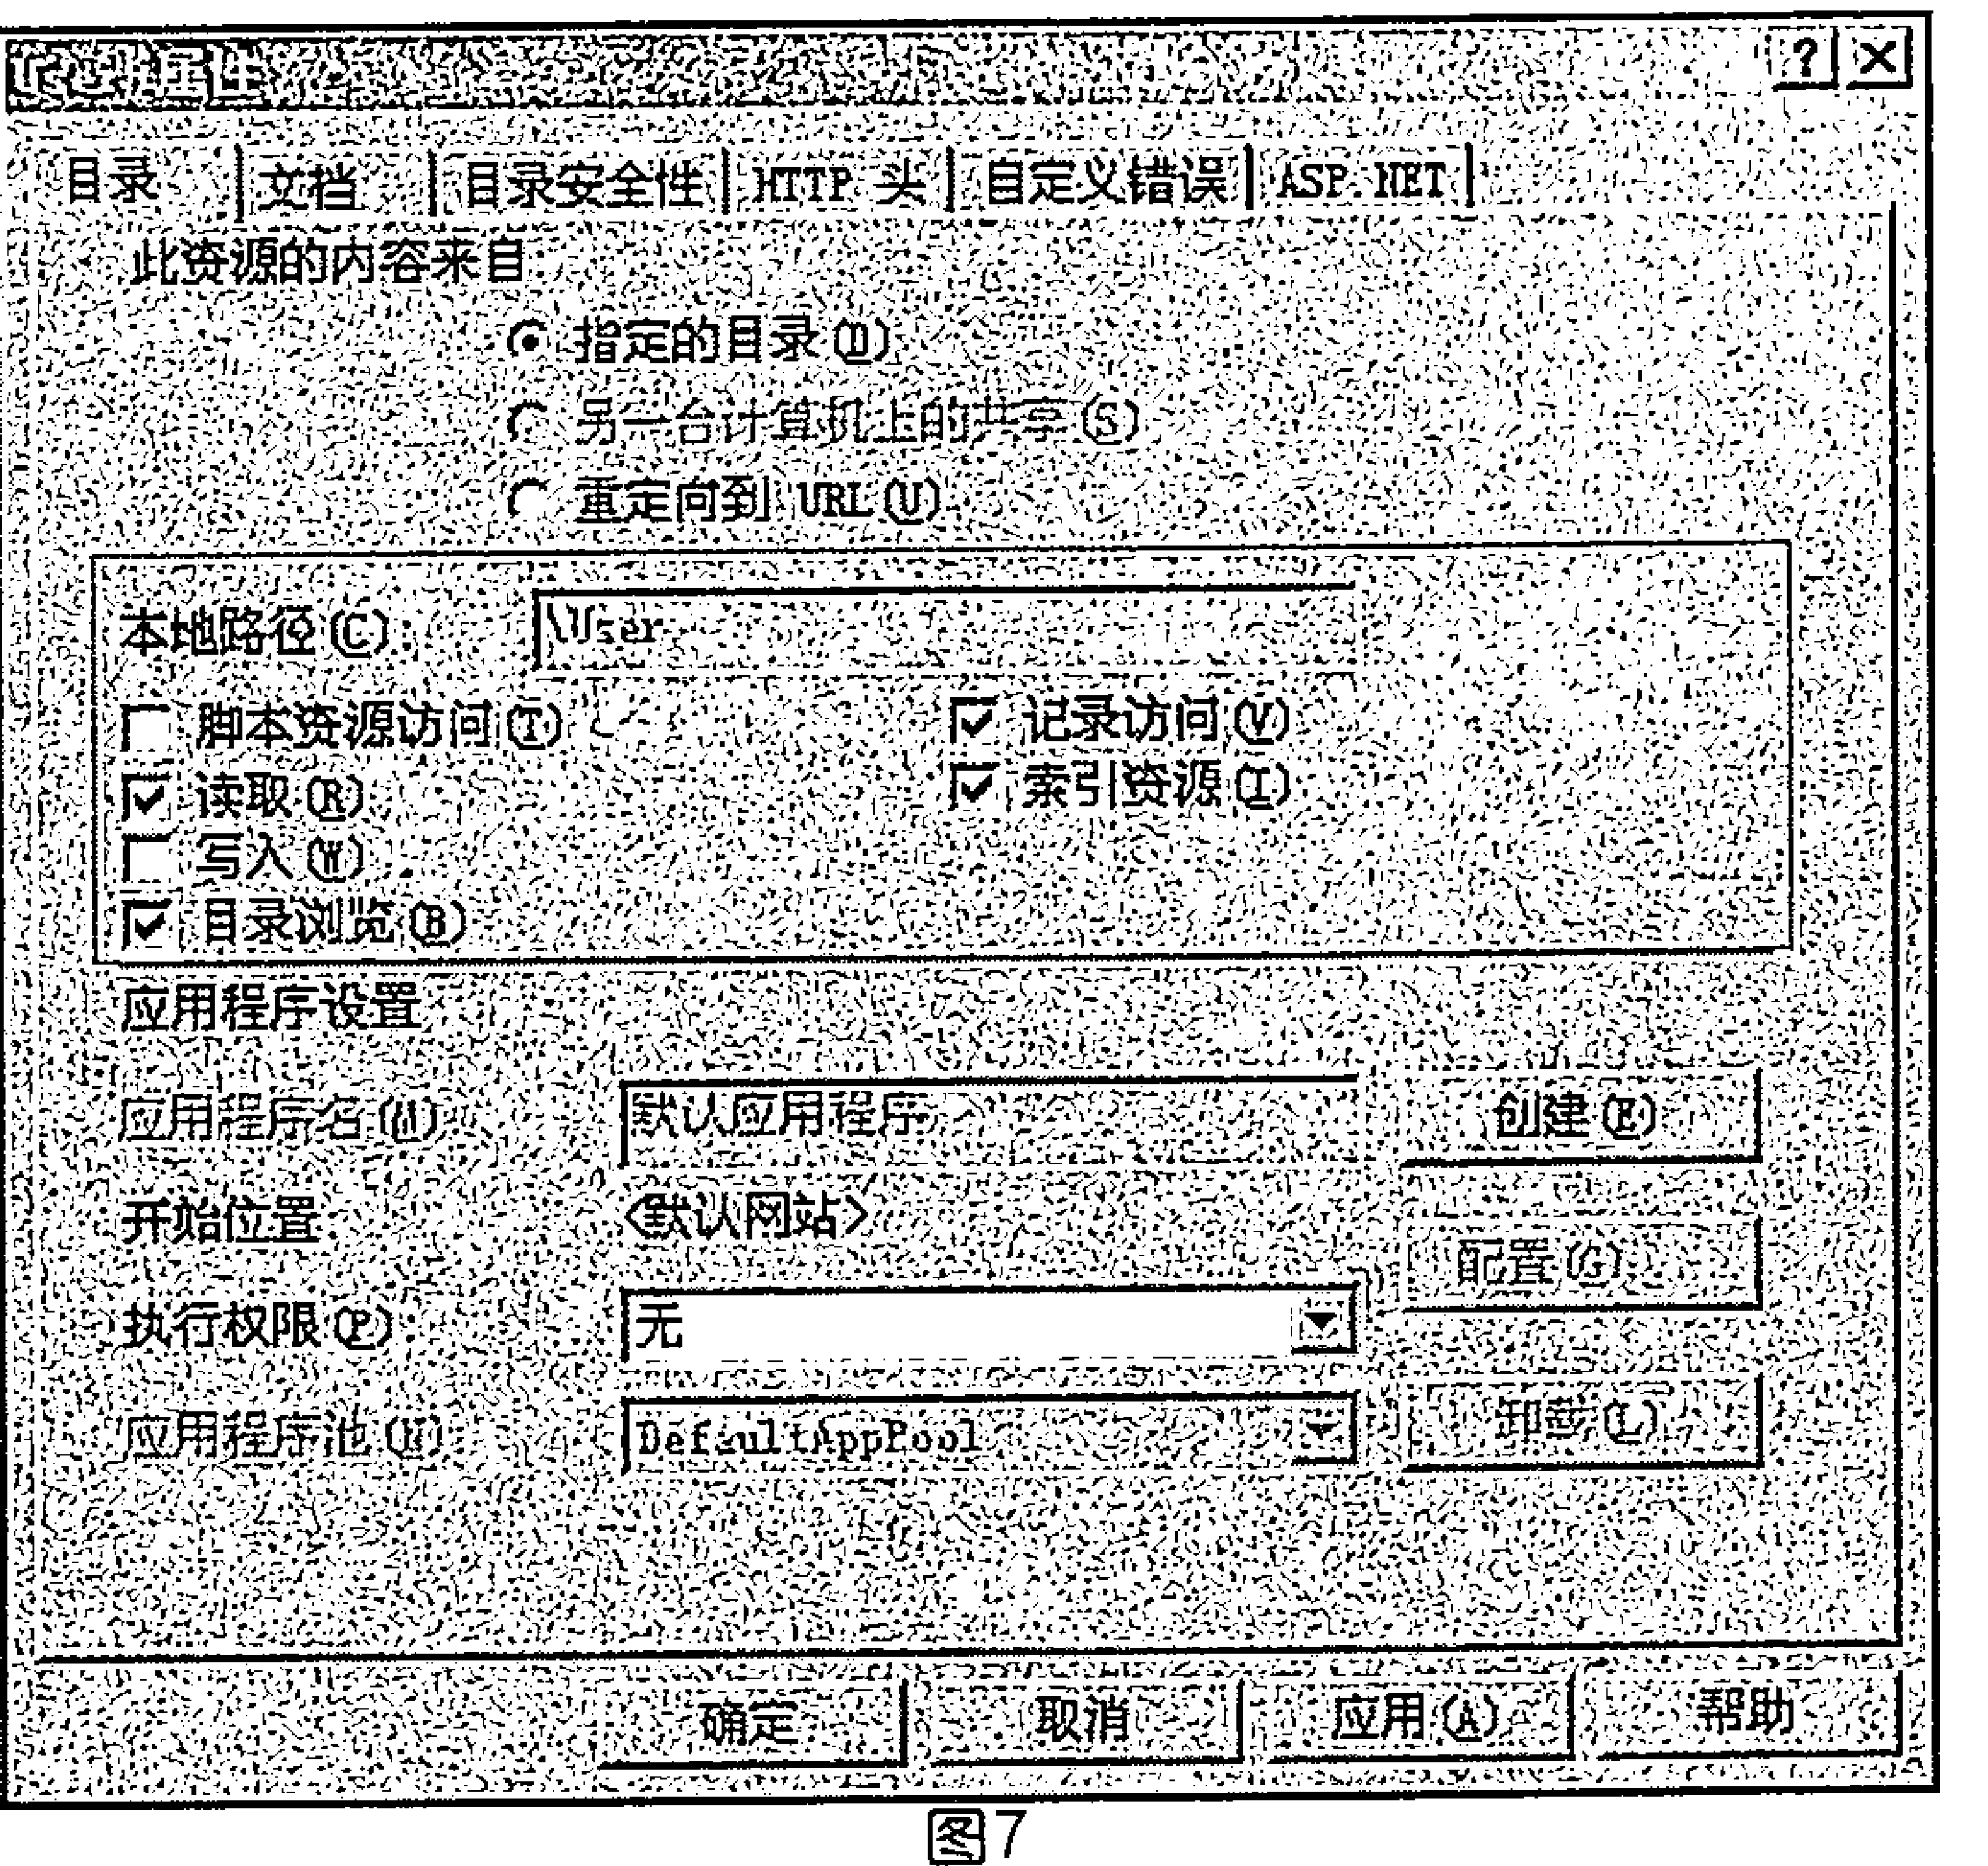 属性 ? ×
目录 文档 目录安全性 HTTP 头 自定义错误 ASP.NET
此资源的内容来自
指定的目录(D)
另一台计算机上的共享(S)
重定向到 URL(U)
本地路径(C): \User
脚本资源访问(T) 记录访问(V)
读取(R) 索引资源(I)
写入(W)
目录浏览(B)
应用程序设置
应用程序名(M) 默认应用程序 创建(E)
开始位置: <默认网站>
配置(G)
执行权限(P): 无
应用程序池(N): DefaultAppPool 卸载(L)
确定 取消 应用(A) 帮助
图7